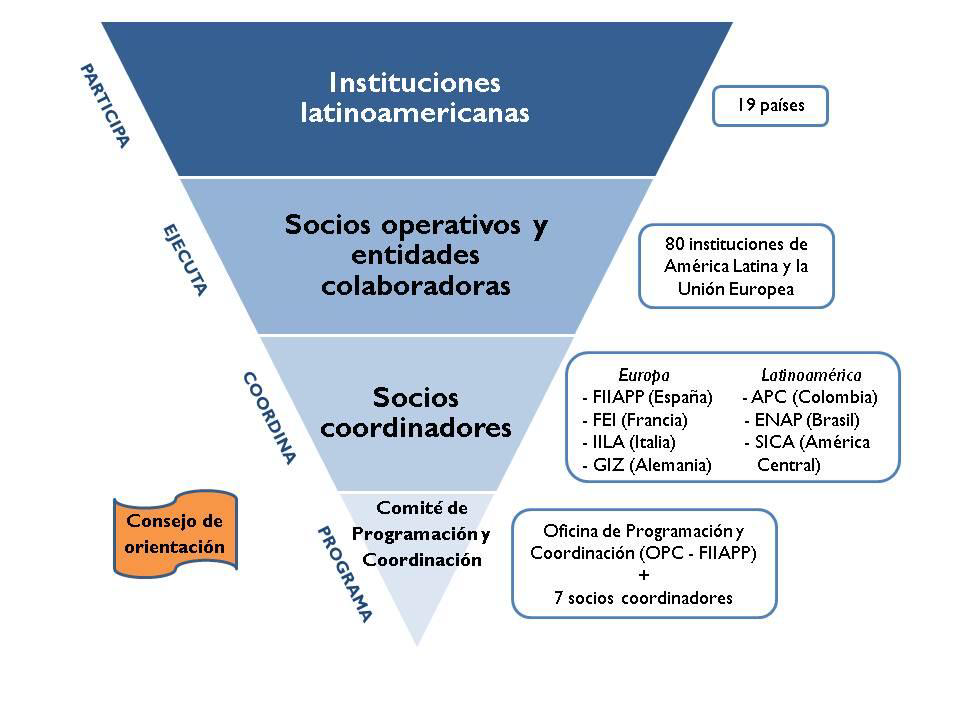 PARTICIPA
Instituciones
latinoamericanas
19 países
EJECUTA
Socios operativos y
entidades
colaboradoras
80 instituciones de
América Latina y la
Unión Europea
COORDINA
Socios
coordinadores
Europa
- FIIAPP (España)
- FEI (Francia)
- IILA (Italia)
- GIZ (Alemania)
Latinoamérica
- APC (Colombia)
- ENAP (Brasil)
- SICA (América
Central)
Consejo de
orientación
PROGRAMA
Comité de
Programación y
Coordinación
Oficina de Programación y
Coordinación (OPC - FIIAPP)
+
7 socios coordinadores